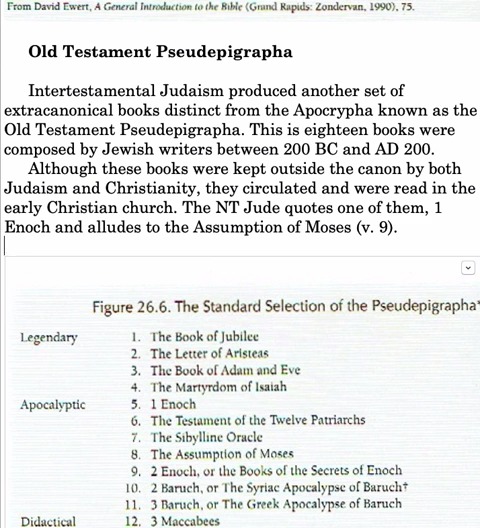 From David Ewert, A General Introduction to the Bible (Grand Rapids: Zondervan, 1990), 75.
Old Testament Pseudepigrapha
Intertestamental Judaism produced another set of
extracanonical books distinct from the Apocrypha known as the
Old Testament Pseudepigrapha. This is eighteen books were
composed by Jewish writers between 200 BC and AD 200.
Although these books were kept outside the canon by both
Judaism and Christianity, they circulated and were read in the
early Christian church. The NT Jude quotes one of them, 1
Enoch and alludes to the Assumption of Moses (v. 9).
Figure 26.6. The Standard Selection of the Pseudepigrapha*
Legendary 1. The Book of Jubilee
2. The Letter of Aristeas
3. The Book of Adam and Eve
4. The Martyrdom of Isaiah
Apocalyptic 5. 1 Enoch
6. The Testament of the Twelve Patriarchs
7. The Sibylline Oracle
8. The Assumption of Moses
9. 2 Enoch, or the Books of the Secrets of Enoch
10. 2 Baruch, or The Syriac Apocalypse of Baruch†
11. 3 Baruch, or The Greek Apocalypse of Baruch
Didactical 12. 3 Maccabees